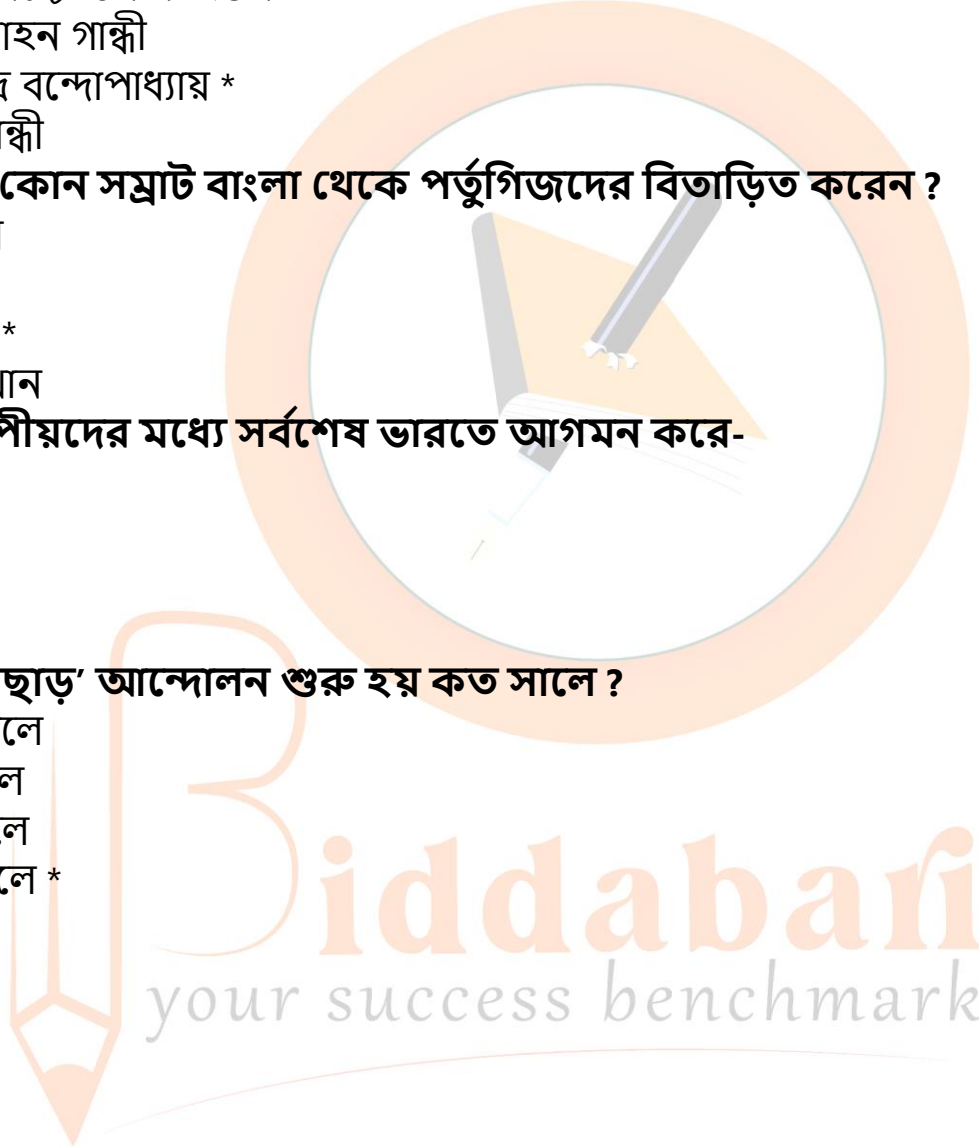 াহন গান্ধী
দ্র বন্দোপাধ্যায় *
ন্ধী
কোন সম্রাট বাংলা থেকে পর্তুগিজদের বিতাড়িত করেন ?
*
পীয়দের মধ্যে সর্বশেষ ভারতে আগমন করে-
ছাড়’ আন্দোলন শুরু হয় কত সালে ?
লে
ল
লে
লে *
Biddabari
your success benchmark